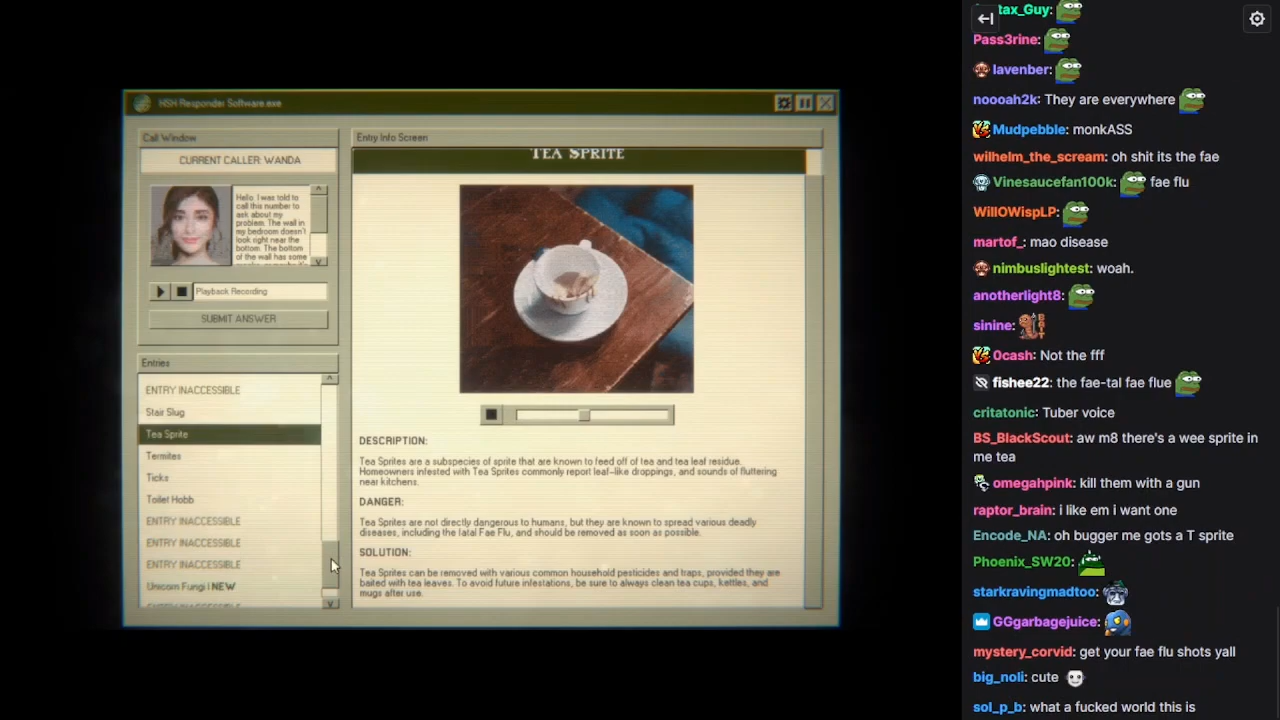 NSH Responder Software.exe
Call Window
CURRENT CALLER: WANDA
Hello. I was told to
call this number to
ask about my
problem. The wall in
my bedroom doesn't
look right near the
bottom. The bottom
of the wall has some
Playback Recording
SUBMIT ANSWER
Entries
ENTRY INACCESSIBLE
Stair Slug
Tea Sprite
Termites
Ticks
Toilet Hobb
ENTRY INACCESSIBLE
ENTRY INACCESSIBLE
ENTRY INACCESSIBLE
Unicorn Fungi | NEW
ENTRY INACCESSIBLE
Entry Info Screen
TEA SPRITE
DESCRIPTION:
Tea Sprites are a subspecies of sprite that are known to feed off of tea and tea leaf residue.
Homeowners infested with Tea Sprites commonly report leaf-like droppings, and sounds of fluttering
near kitchens.
DANGER:
Tea Sprites are not directly dangerous to humans, but they are known to spread various deadly
diseases, including the fatal Fae Flu, and should be removed as soon as possible.
SOLUTION:
Tea Sprites can be removed with various common household pesticides and traps, provided they are
baited with tea leaves. To avoid future infestations, be sure to always clean tea cups, kettles, and
mugs after use.
tax_Guy:
Pass3rine:
lavenber:
noooah2k: They are everywhere
Mudpebble: monkASS
wilhelm_the_scream: oh shit its the fae
Vinesaucefan100k: fae flu
WillOWispLP:
martof_: mao disease
nimbuslightest: woah.
anotherlight8:
sinine:
0cash: Not the fff
fishee22: the fae-tal fae flue
critatonic: Tuber voice
BS_BlackScout: aw m8 there's a wee sprite in
me tea
omegahpink: kill them with a gun
raptor_brain: i like em i want one
Encode_NA: oh bugger me gots a T sprite
Phoenix_SW20:
starkravingmadtoo:
GGgarbagejuice:
mystery_corvid: get your fae flu shots yall
big_noli: cute
sol_p_b: what a fucked world this is